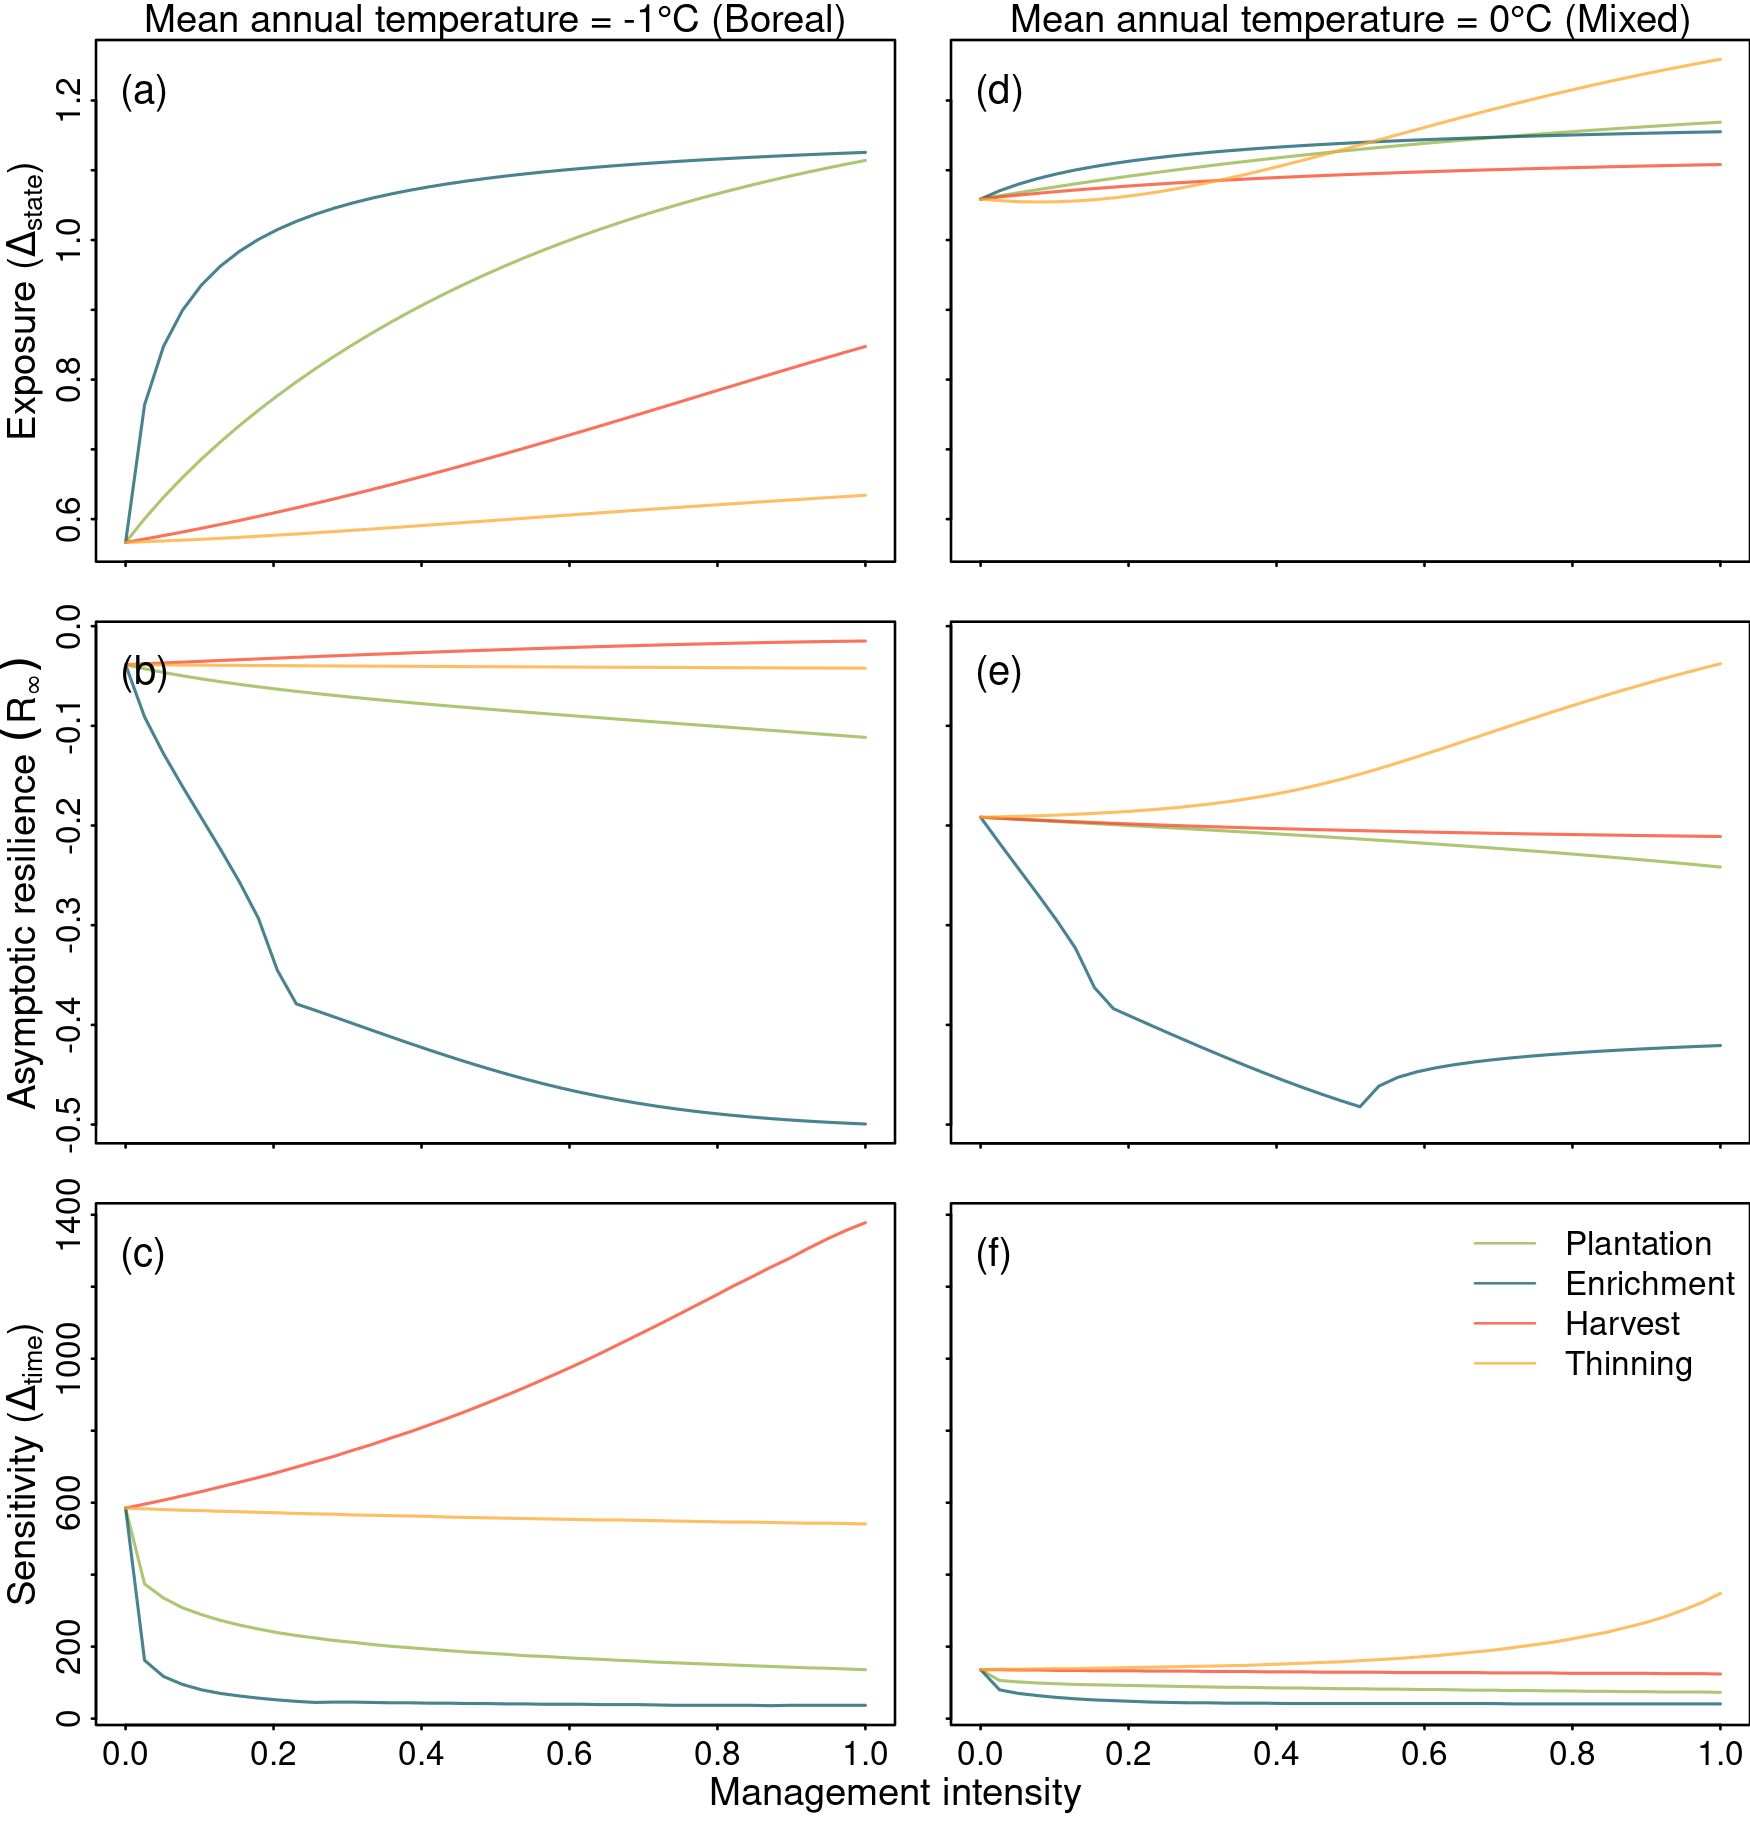 Mean annual temperature = -1°C (Boreal)
Mean annual temperature = 0°C (Mixed)
(a)
(d)
Exposure (Δstate)
1.2
1.0
0.8
0.6
(b)
(e)
Asymptotic resilience (R∞)
0.0
-0.1
-0.2
-0.3
-0.4
-0.5
(c)
(f)
Sensitivity (Δtime)
1400
1000
600
200
0
Plantation
Enrichment
Harvest
Thinning
0.0 0.2 0.4 0.6 0.8 1.0
0.0 0.2 0.4 0.6 0.8 1.0
Management intensity